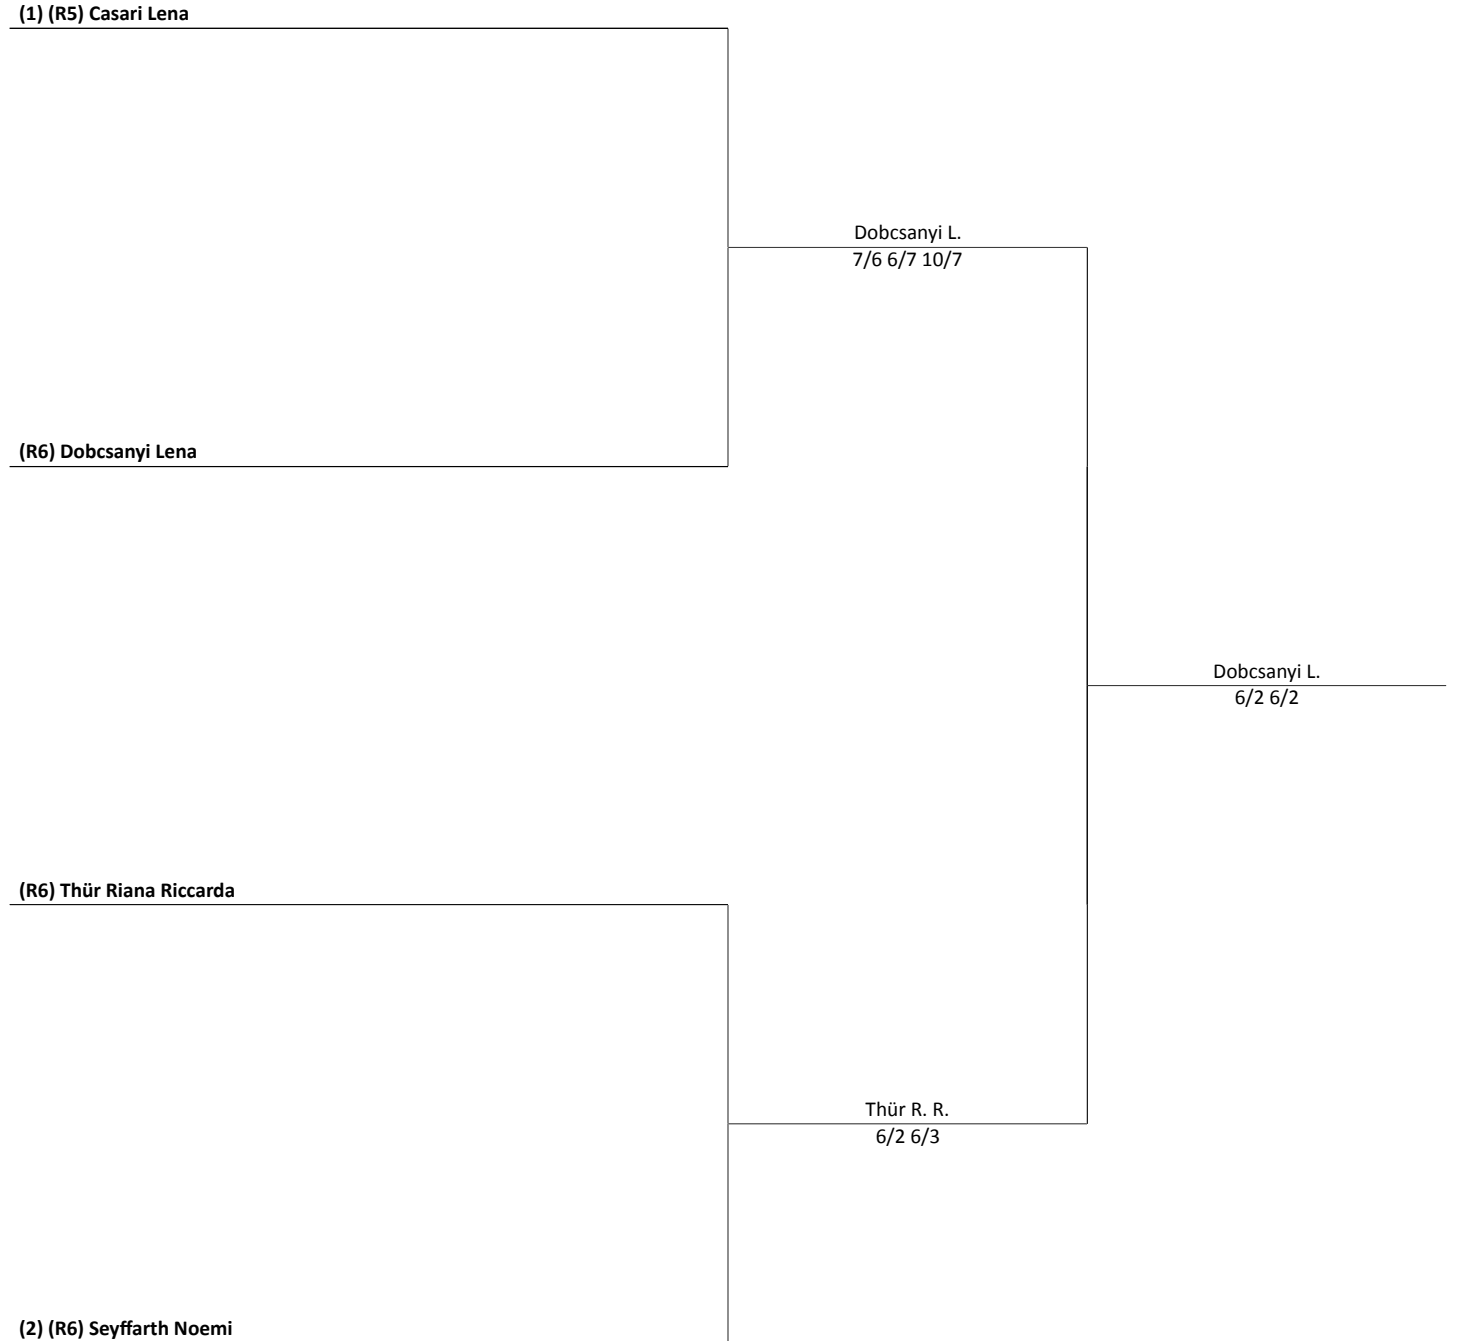 (1) (R5) Casari Lena
Dobcsanyi L.
7/6 6/7 10/7
(R6) Dobcsanyi Lena
Dobcsanyi L.
6/2 6/2
(R6) Thür Riana Riccarda
Thür R. R.
6/2 6/3
(2) (R6) Seyffarth Noemi